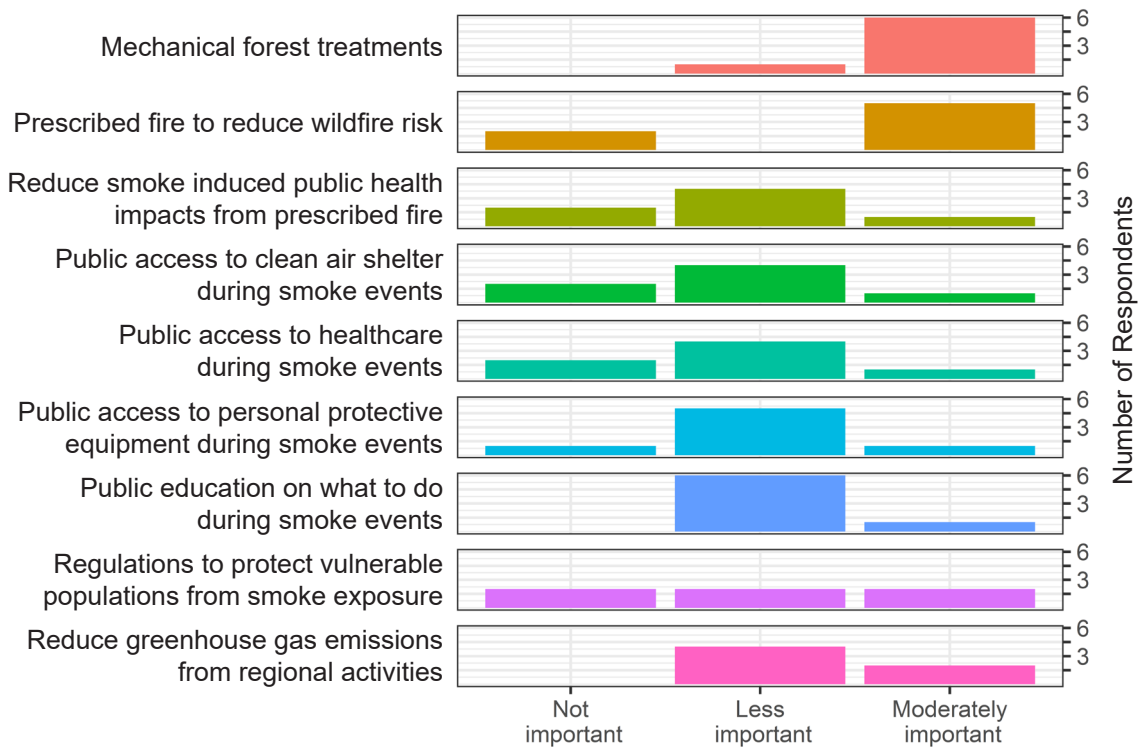 Mechanical forest treatments
6
3
Prescribed fire to reduce wildfire risk
6
3
Reduce smoke induced public health
impacts from prescribed fire
6
3
Public access to clean air shelter
during smoke events
6
3
Public access to healthcare
during smoke events
6
3
Public access to personal protective
equipment during smoke events
6
3
Public education on what to do
during smoke events
6
3
Regulations to protect vulnerable
populations from smoke exposure
6
3
Reduce greenhouse gas emissions
from regional activities
6
3
Number of Respondents
Not
important
Less
important
Moderately
important